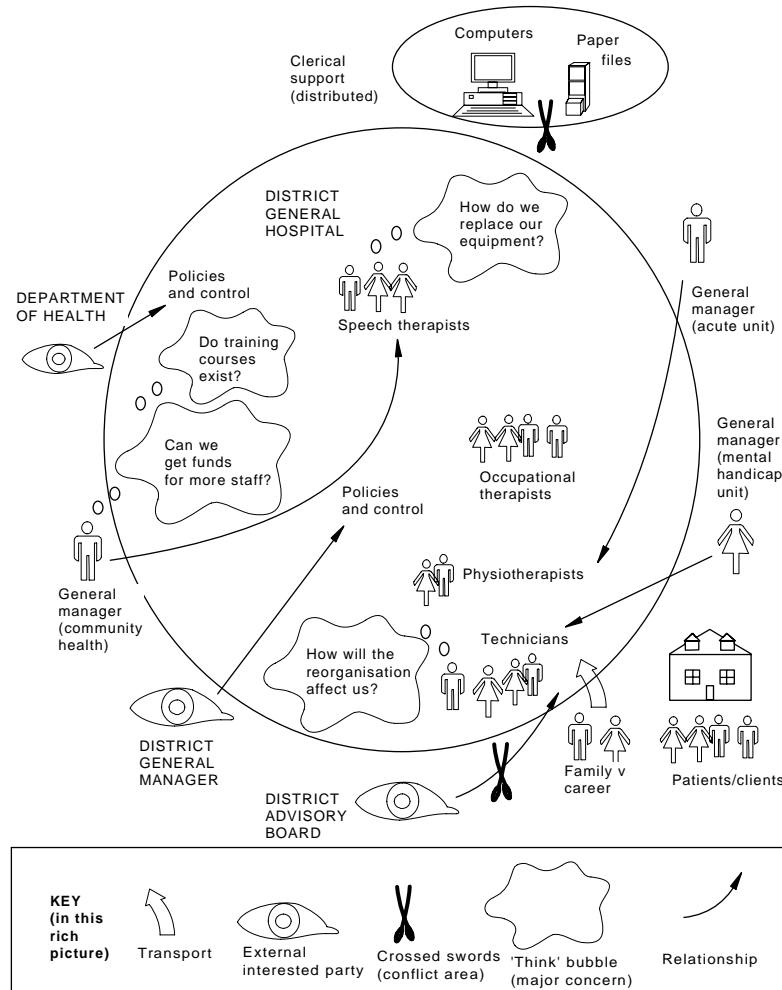 Computers
Paper
files
Clerical
support
(distributed)
DISTRICT
GENERAL
HOSPITAL
How do we
replace our
equipment?
Policies
and control
DEPARTMENT
OF HEALTH
Speech therapists
General
manager
(acute unit)
Do training
courses
exist?
Can we
get funds
for more staff?
Occupational
therapists
General
manager
(mental
handicap
unit)
Policies
and control
General
manager
(community
health)
Physiotherapists
Technicians
How will the
reorganisation
affect us?
DISTRICT
GENERAL
MANAGER
Family v
career
Patients/clients
DISTRICT
ADVISORY
BOARD
KEY
(in this
rich
picture)
Transport
External
interested party
Crossed swords
(conflict area)
'Think' bubble
(major concern)
Relationship